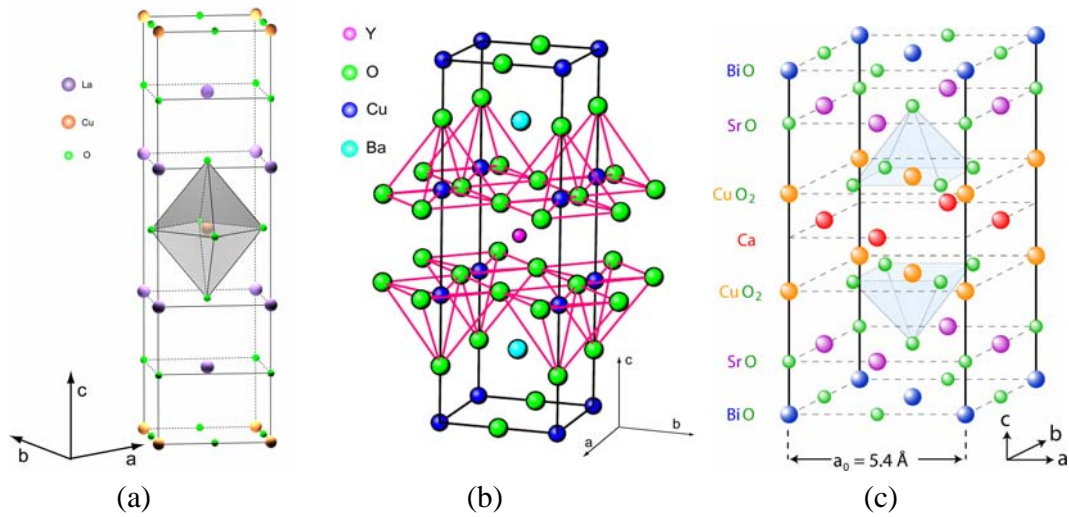 La
Cu
O
c
b
a
(a)
(b)
Y
O
Cu
Ba
c
b
a
(b)
(c)
BiO
SrO
CuO₂
Ca
CuO₂
SrO
BiO
a₀ = 5.4 Å
c
b
a
(c)